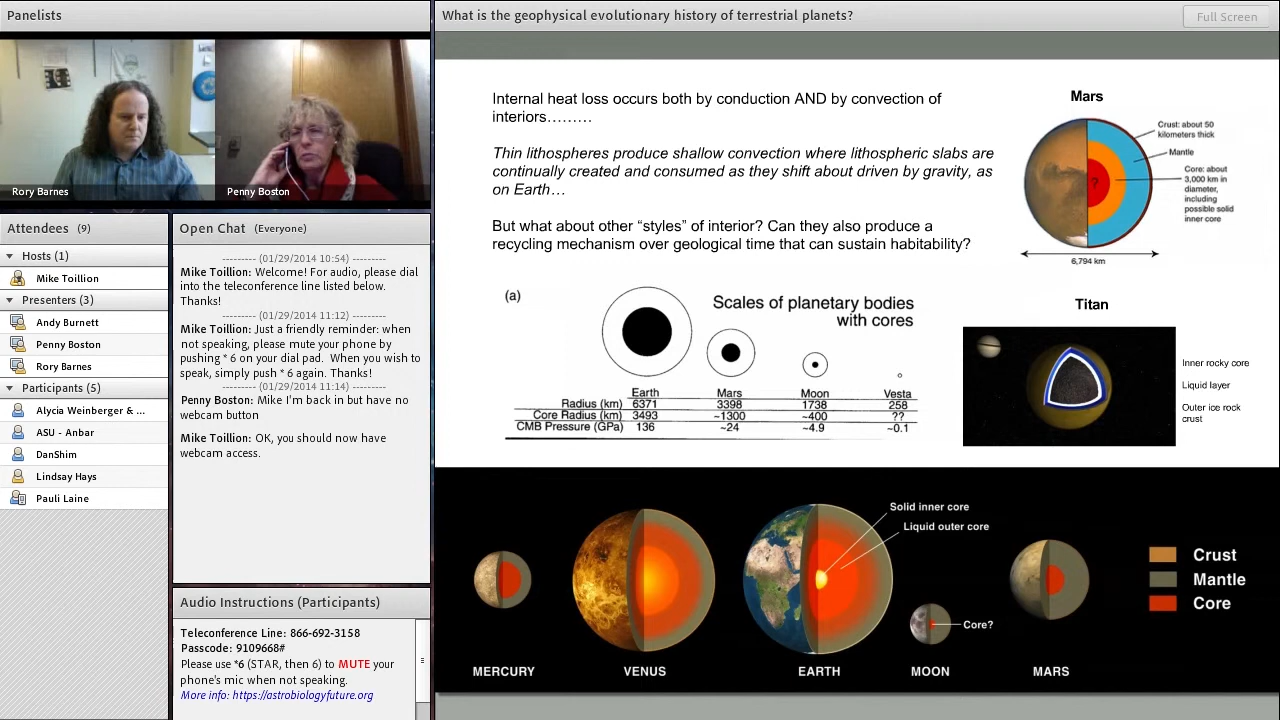 Panelists
Rory Barnes
Penny Boston
Attendees (9)
Hosts (1)
Mike Toillion
Presenters (3)
Andy Burnett
Penny Boston
Rory Barnes
Participants (5)
Alycia Weinberger & ...
ASU - Anbar
DanShim
Lindsay Hays
Pauli Laine
Open Chat (Everyone)
-------- (01/29/2014 10:54) --------
Mike Toillion: Welcome! For audio, please dial
into the teleconference line listed below.
Thanks!
-------- (01/29/2014 11:12) --------
Mike Toillion: Just a friendly reminder: when
not speaking, please mute your phone by
pushing * 6 on your dial pad. When you wish to
speak, simply push * 6 again. Thanks!
-------- (01/29/2014 11:14) --------
Penny Boston: Mike I'm back in but have no
webcam button
Mike Toillion: OK, you should now have
webcam access.
Audio Instructions (Participants)
Teleconference Line: 866-692-3158
Passcode: 9109668#
Please use *6 (STAR, then 6) to MUTE your
phone's mic when not speaking.
More info: https://astrobiologyfuture.org
What is the geophysical evolutionary history of terrestrial planets?
Full Screen
Internal heat loss occurs both by conduction AND by convection of
interiors.........
Thin lithospheres produce shallow convection where lithospheric slabs are
continually created and consumed as they shift about driven by gravity, as
on Earth…
But what about other “styles” of interior? Can they also produce a
recycling mechanism over geological time that can sustain habitability?
Mars
Crust: about 50
kilometers thick
Mantle
Core: about
3,000 km in
diameter,
including
possible solid
inner core
?
6,794 km
(a)
Scales of planetary bodies
with cores
Earth Mars Moon Vesta
Radius (km) 6371 3398 1738 258
Core Radius (km) 3493 ~1300 ~400 ??
CMB Pressure (GPa) 136 ~24 ~4.9 ~0.1
Titan
Inner rocky core
Liquid layer
Outer ice rock
crust
Solid inner core
Liquid outer core
Core?
Crust
Mantle
Core
MERCURY VENUS EARTH MOON MARS